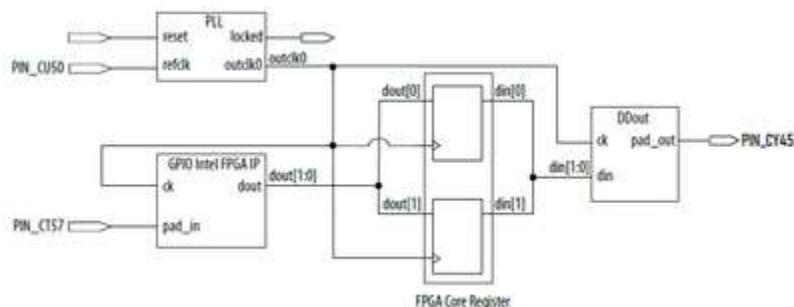 PLL
reset
locked
PIN_CU50
refclk
outclk0
outclk0
dout[0]
din[0]
DDout
ck
pad_out
PIN_CY45
GPIO Intel FPGA IP
dout[1:0]
din[1:0]
din
ck
dout
dout[1]
din[1]
PIN_CT57
pad_in
FPGA Core Register